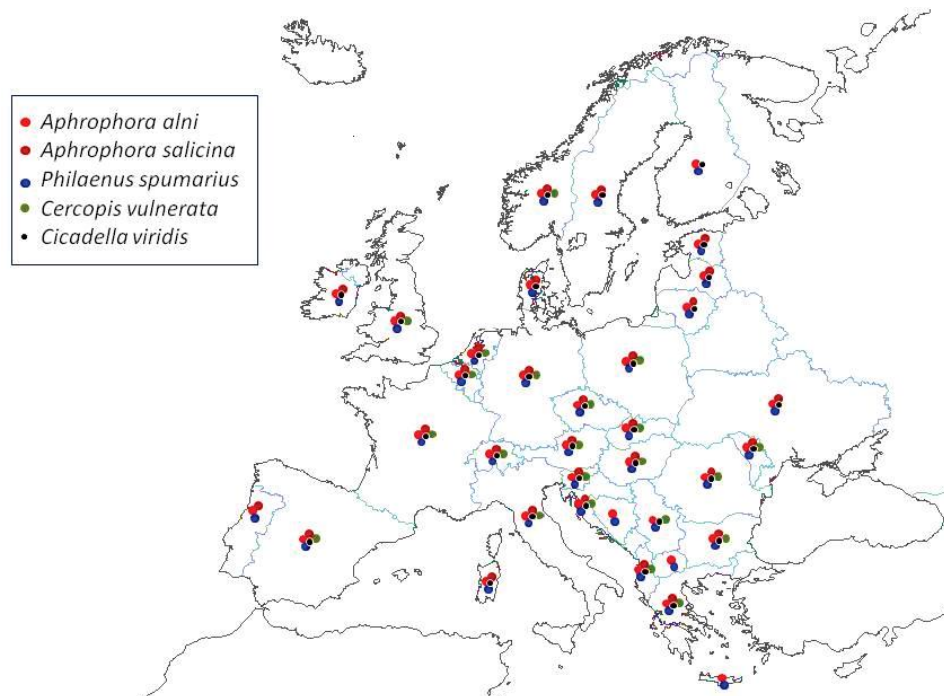 Aphrophora alni
Aphrophora salicina
Philaenus spumarius
Cercopis vulnerata
Cicadella viridis